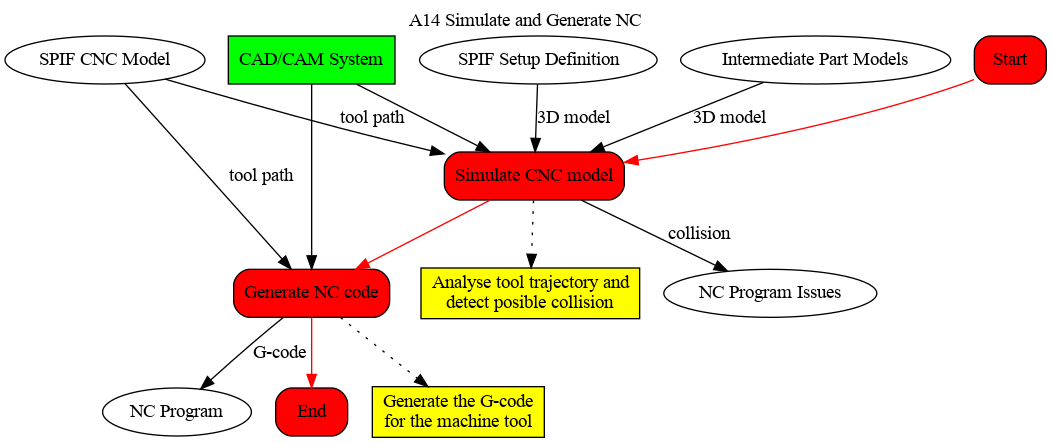 A14 Simulate and Generate NC
SPIF CNC Model
CAD/CAM System
SPIF Setup Definition
Intermediate Part Models
Start
tool path
3D model
3D model
Simulate CNC model
tool path
collision
Generate NC code
Analyse tool trajectory and
detect posible collision
NC Program Issues
G-code
NC Program
End
Generate the G-code
for the machine tool